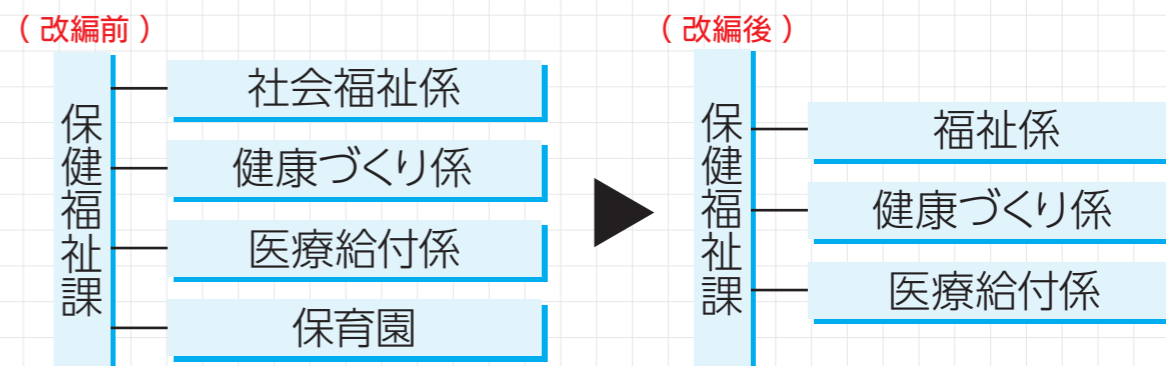 (改編前)
保健福祉課
社会福祉係
健康づくり係
医療給付係
保育園
(改編後)
保健福祉課
福祉係
健康づくり係
医療給付係